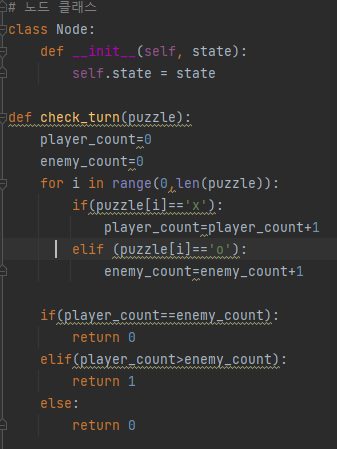 # 노드 클래스
class Node:
    def __init__(self, state):
        self.state = state

def check_turn(puzzle):
    player_count=0
    enemy_count=0
    for i in range(0,len(puzzle)):
        if(puzzle[i]=='x'):
            player_count=player_count+1
        elif (puzzle[i]=='o'):
            enemy_count=enemy_count+1

    if(player_count==enemy_count):
        return 0
    elif(player_count>enemy_count):
        return 1
    else:
        return 0